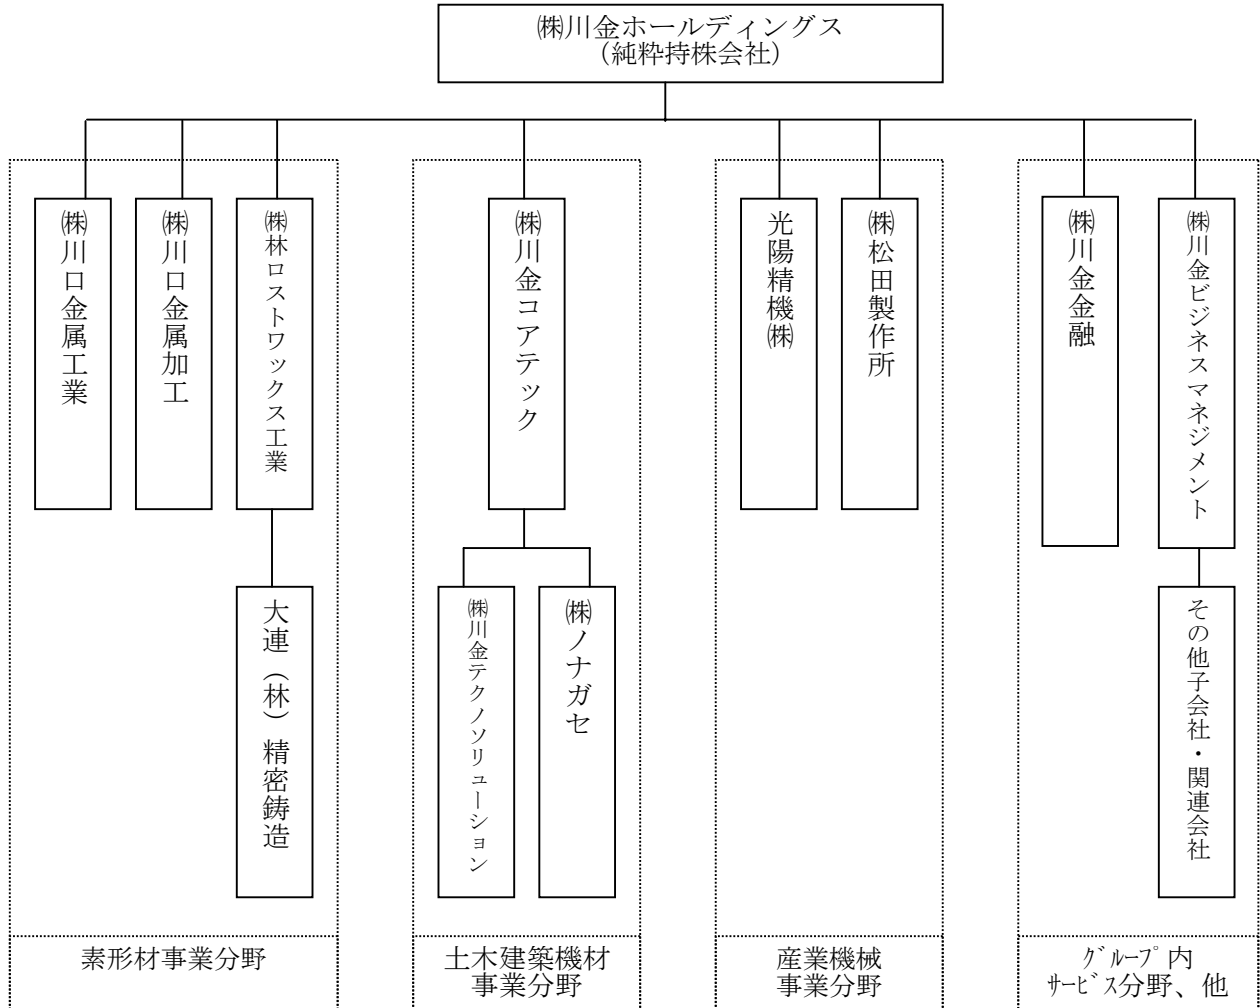 ㈱川金ホールディングス
（純粋持株会社）
㈱川口金属工業
㈱川口金属加工
㈱林ロストワックス工業
㈱川金コアテック
光陽精機㈱
㈱松田製作所
㈱川金金融
㈱川金ビジネスマネジメント
大連（林）精密鋳造
㈱川金テクノソリューション
㈱ノナガセ
その他子会社・関連会社
素形材事業分野
土木建築機材
事業分野
産業機械
事業分野
ｸﾞﾙｰﾌﾟ内
ｻｰﾋﾞｽ分野、他